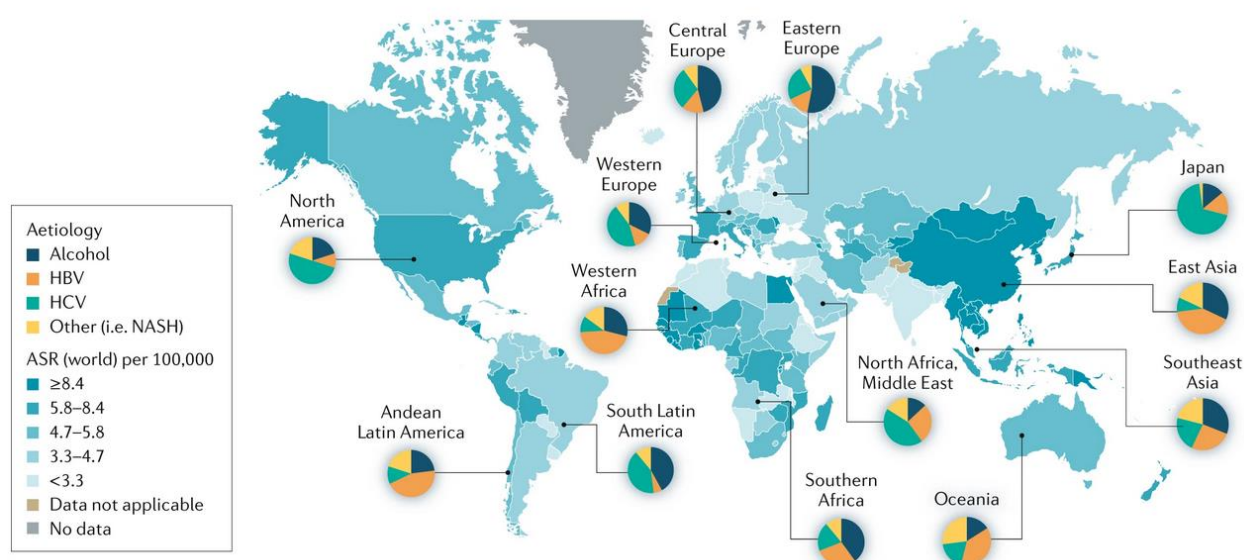 Central
Europe
Eastern
Europe
Western
Europe
Japan
North
America
Western
Africa
East Asia
North Africa,
Middle East
Southeast
Asia
Andean
Latin America
South Latin
America
Southern
Africa
Oceania
Aetiology
Alcohol
HBV
HCV
Other (i.e. NASH)
ASR (world) per 100,000
≥8.4
5.8–8.4
4.7–5.8
3.3–4.7
<3.3
Data not applicable
No data